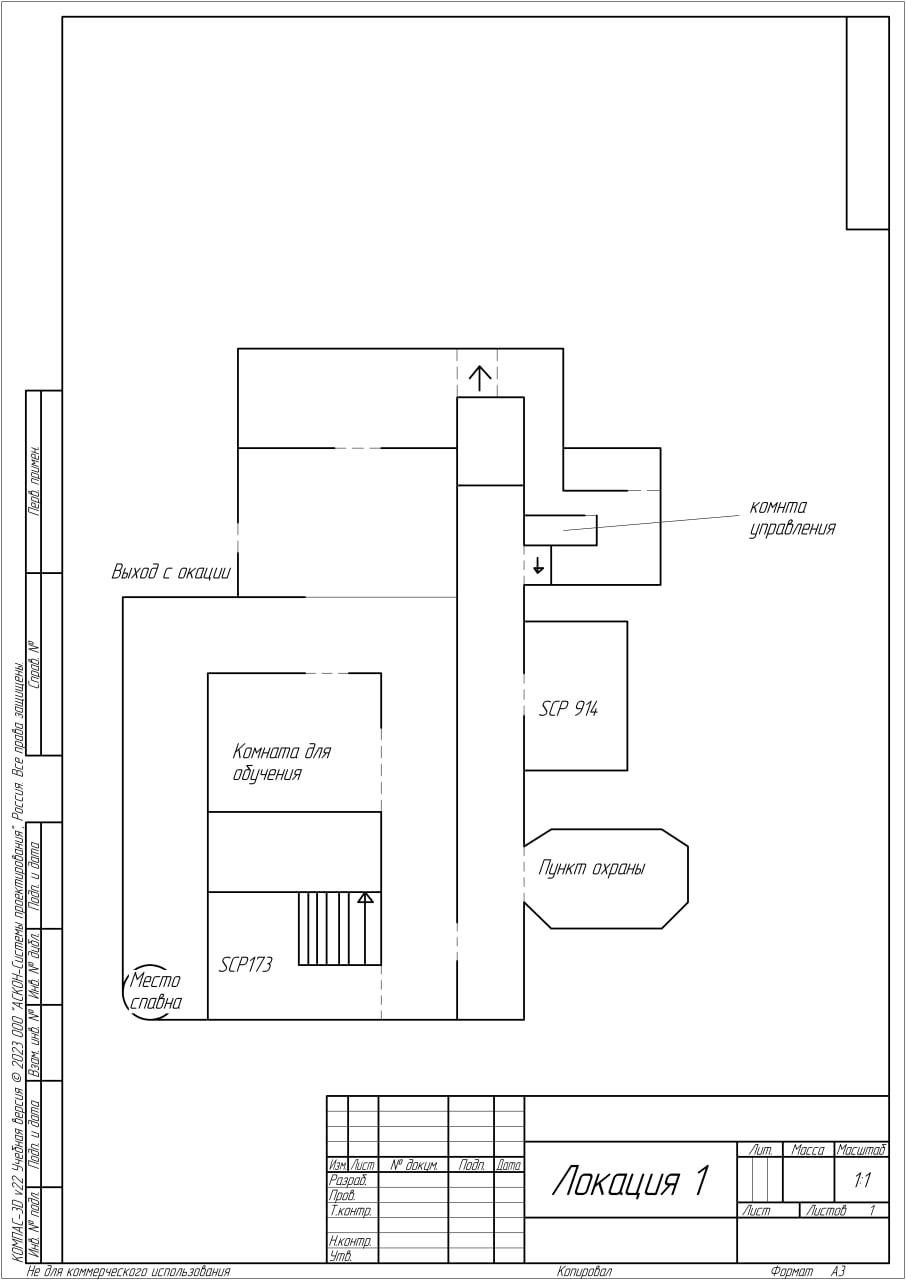 комнта
управления
Выход с окации
SCP 914
Комната для
обучения
Пункт охраны
SCP173
Место
спавна
Перв. примен.
Справ. №
Подп. и дата
Инв. № дубл.
Взам. инв. №
Подп. и дата
Инв. № подл.
КОМПАС-3D v22 Учебная версия © 2023 ООО "АСКОН-Системы проектирования", Россия. Все права защищены.
Изм. Лист № докум. Подп. Дата
Разраб.
Пров.
Т.контр.
Н.контр.
Утв.
Локация 1
Лит. Масса Масштаб
1:1
Лист Листов 1
Не для коммерческого использования Копировал Формат A3